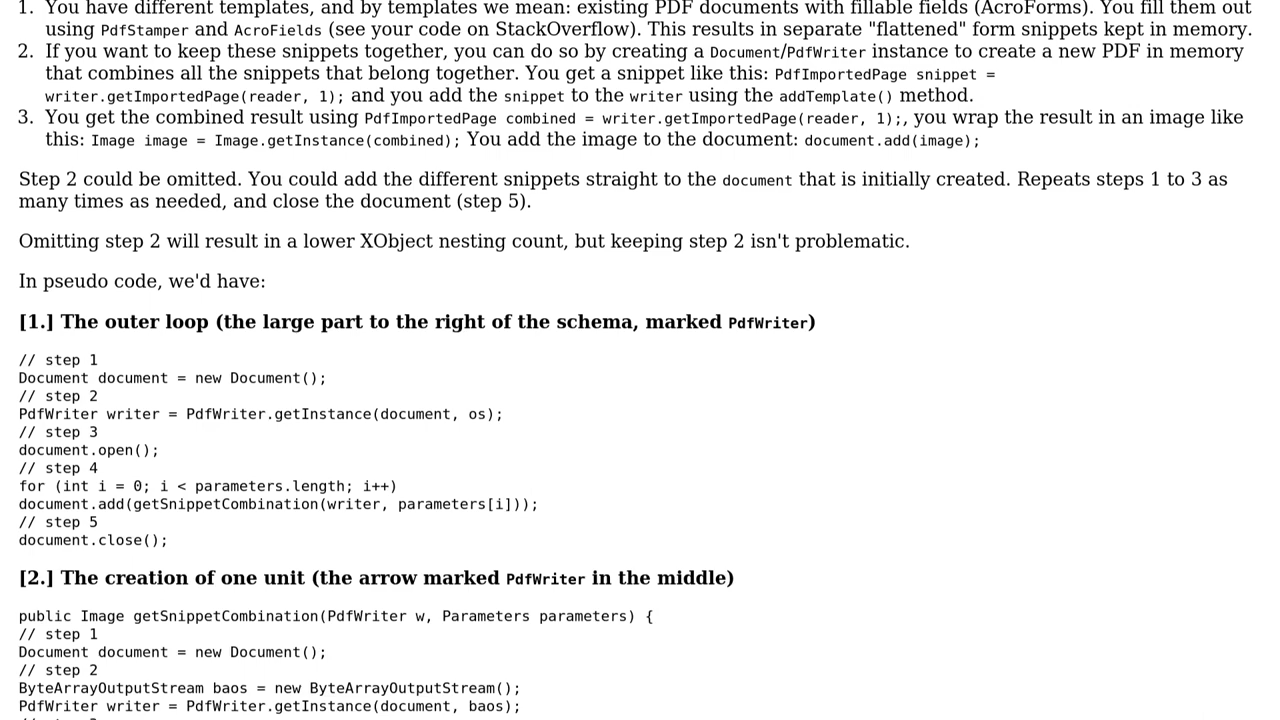 1. You have different templates, and by templates we mean: existing PDF documents with fillable fields (AcroForms). You fill them out
using PdfStamper and AcroFields (see your code on StackOverflow). This results in separate "flattened" form snippets kept in memory.
2. If you want to keep these snippets together, you can do so by creating a Document/PdfWriter instance to create a new PDF in memory
that combines all the snippets that belong together. You get a snippet like this: PdfImportedPage snippet =
writer.getImportedPage(reader, 1); and you add the snippet to the writer using the addTemplate() method.
3. You get the combined result using PdfImportedPage combined = writer.getImportedPage(reader, 1);, you wrap the result in an image like
this: Image image = Image.getInstance(combined); You add the image to the document: document.add(image);
Step 2 could be omitted. You could add the different snippets straight to the document that is initially created. Repeats steps 1 to 3 as
many times as needed, and close the document (step 5).
Omitting step 2 will result in a lower XObject nesting count, but keeping step 2 isn't problematic.
In pseudo code, we'd have:
[1.] The outer loop (the large part to the right of the schema, marked PdfWriter)
// step 1
Document document = new Document();
// step 2
PdfWriter writer = PdfWriter.getInstance(document, os);
// step 3
document.open();
// step 4
for (int i = 0; i < parameters.length; i++)
document.add(getSnippetCombination(writer, parameters[i]));
// step 5
document.close();
[2.] The creation of one unit (the arrow marked PdfWriter in the middle)
public Image getSnippetCombination(PdfWriter w, Parameters parameters) {
// step 1
Document document = new Document();
// step 2
ByteArrayOutputStream baos = new ByteArrayOutputStream();
PdfWriter writer = PdfWriter.getInstance(document, baos);